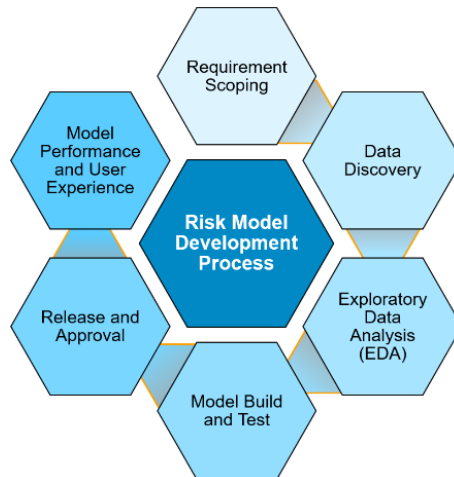 Requirement
Scoping
Model
Performance
and User
Experience
Data
Discovery
Risk Model
Development
Process
Release and
Approval
Exploratory
Data
Analysis
(EDA)
Model Build
and Test